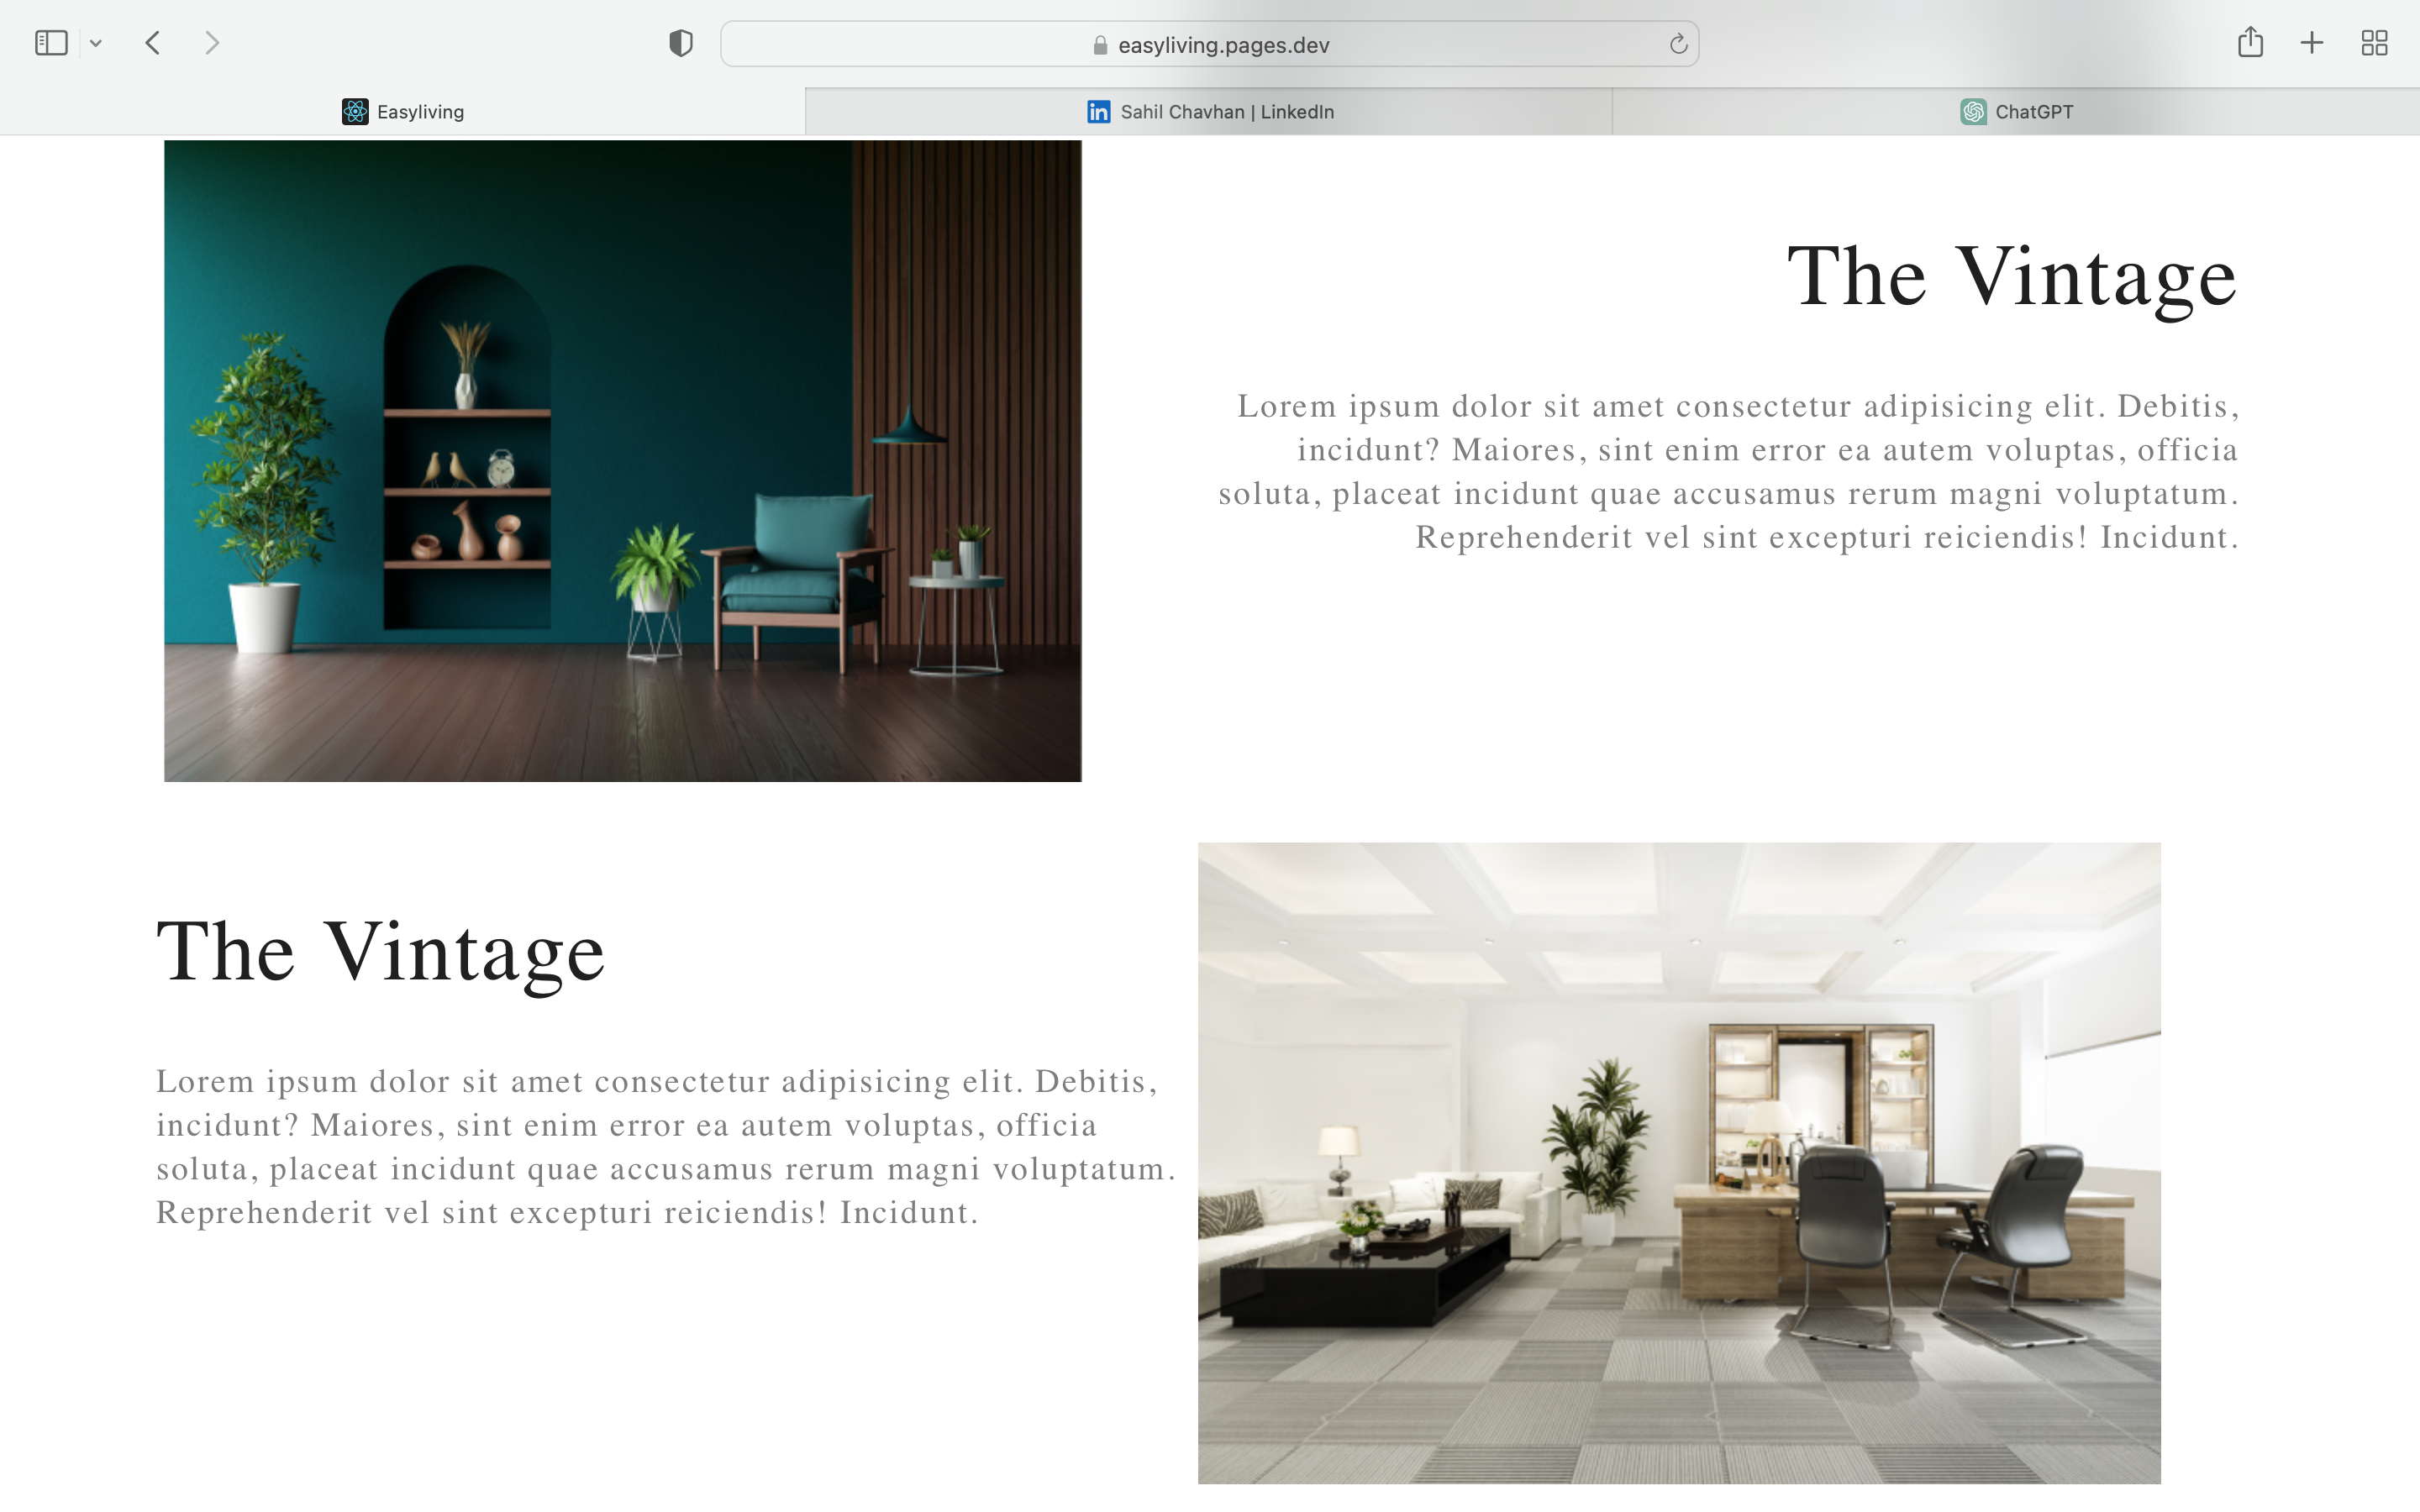 easyliving.pages.dev
Easyliving
in Sahil Chavhan | LinkedIn
ChatGPT
The Vintage
Lorem ipsum dolor sit amet consectetur adipisicing elit. Debitis,
incidunt? Maiores, sint enim error ea autem voluptas, officia
soluta, placeat incidunt quae accusamus rerum magni voluptatum.
Reprehenderit vel sint excepturi reiciendis! Incidunt.
The Vintage
Lorem ipsum dolor sit amet consectetur adipisicing elit. Debitis,
incidunt? Maiores, sint enim error ea autem voluptas, officia
soluta, placeat incidunt quae accusamus rerum magni voluptatum.
Reprehenderit vel sint excepturi reiciendis! Incidunt.